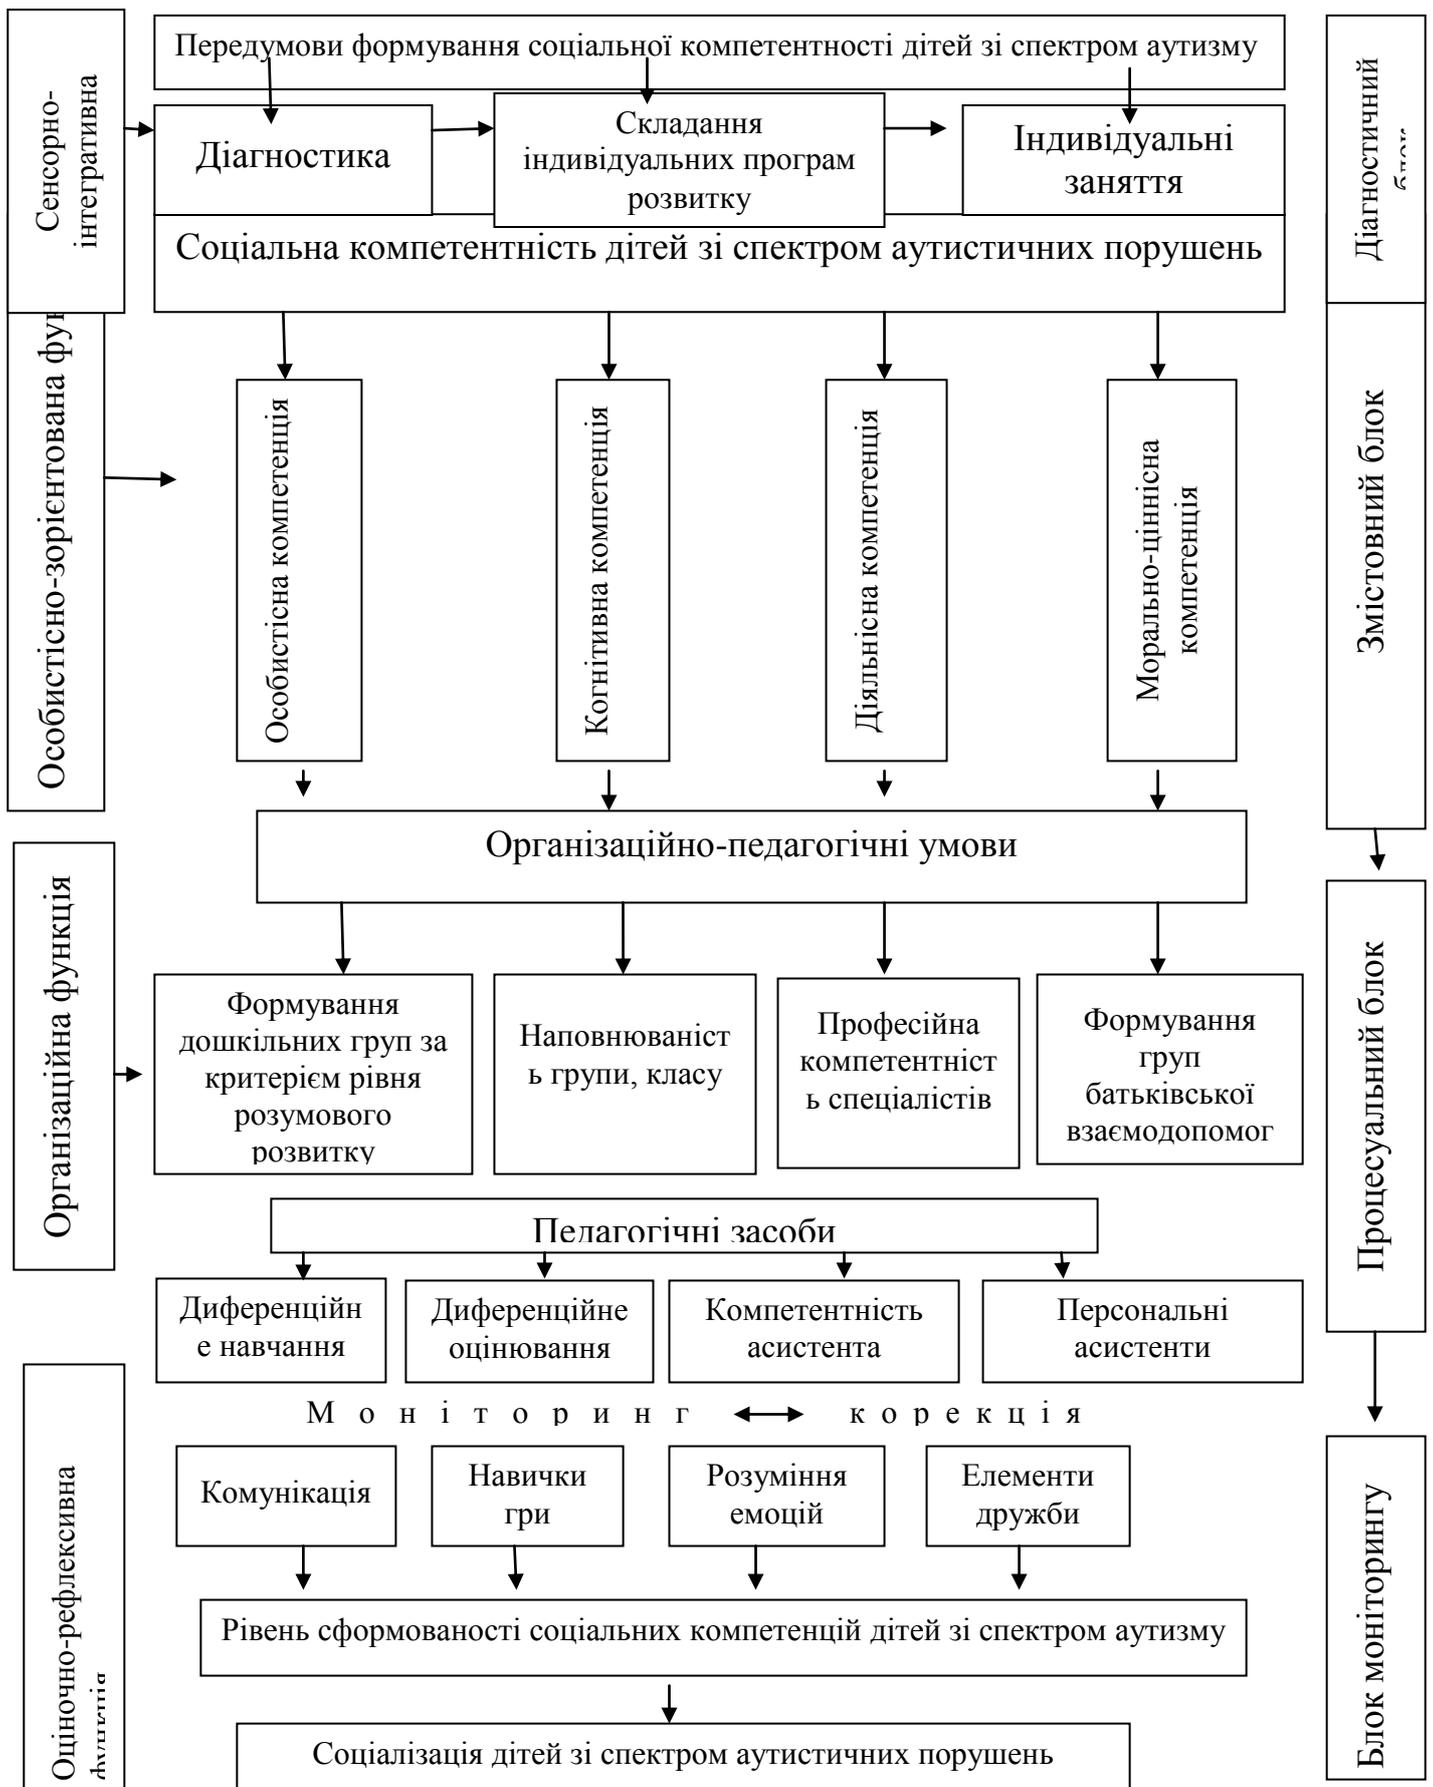 Передумови формування соціальної компетентності дітей зі спектром аутизму
Сенсорно-
інтегративна
Діагностика
Складання
індивідуальних програм
розвитку
Індивідуальні
заняття
Діагностичний
Соціальна компетентність дітей зі спектром аутистичних порушень
Особистісно-зорієнтована
Особистісна компетенція
Когнітивна компетенція
Діяльнісна компетенція
Морально-ціннісна
компетенція
Змістовний блок
Організаційно-педагогічні умови
Організаційна функція
Формування
дошкільних груп за
критерієм рівня
розумового
розвитку
Наповнюваніст
ь групи, класу
Професійна
компетентніст
ь спеціалістів
Формування
груп
батьківської
взаємодопомог
Процесуальний блок
Педагогічні засоби
Диференційн
е навчання
Диференційне
оцінювання
Компетентність
асистента
Персональні
асистенти
Моніторинг корекція
Оціночно-рефлексивна
функція
Комунікація
Навички
гри
Розуміння
емоцій
Елементи
дружби
Блок моніторингу
Рівень сформованості соціальних компетенцій дітей зі спектром аутизму
Соціалізація дітей зі спектром аутистичних порушень